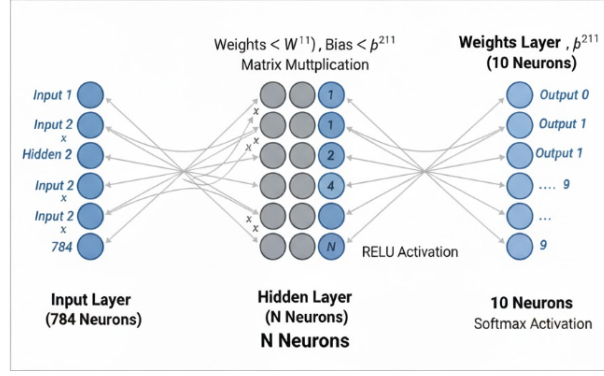 Weights < W¹¹), Bias < p²¹¹
Matrix Muttplication
Weights Layer , p²¹¹
(10 Neurons)
Input 1
Input 2
x
Hidden 2
Input 2
x
Input 2
x
784
x
x
x
x
x
1
1
2
4
N
Output 0
Output 1
Output 1
.... 9
...
9
RELU Activation
Input Layer
(784 Neurons)
Hidden Layer
(N Neurons)
N Neurons
10 Neurons
Softmax Activation